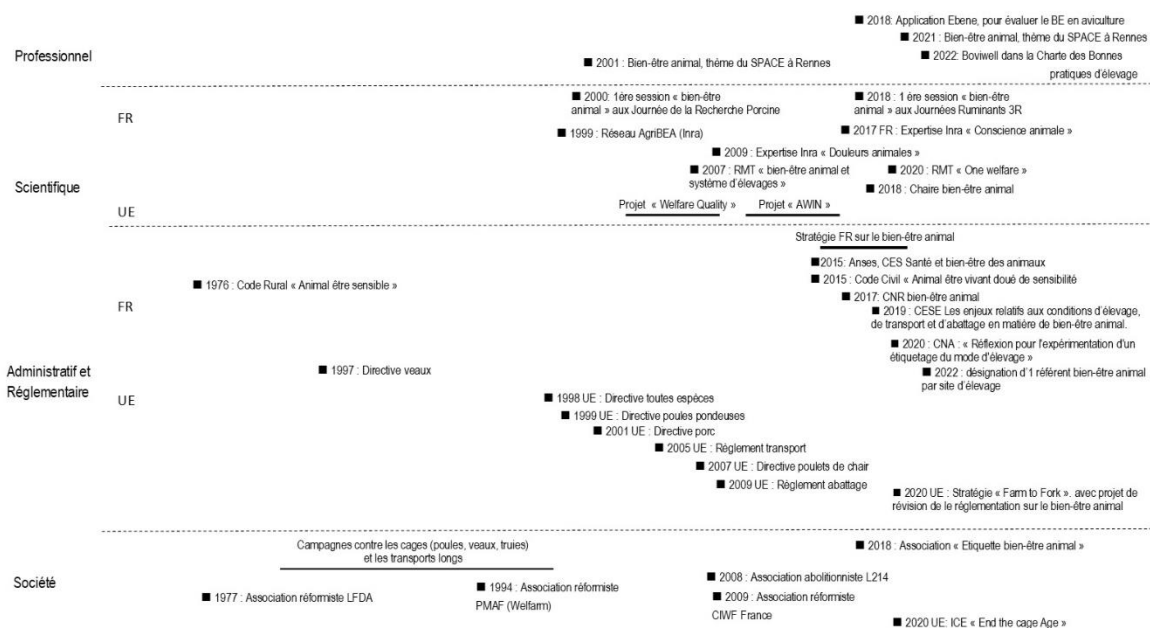 Professionnel
■ 2018: Application Ebene, pour évaluer le BE en aviculture
■ 2021 : Bien-être animal, thème du SPACE à Rennes
■ 2022: Boviwell dans la Charte des Bonnes
pratiques d'élevage
■ 2001 : Bien-être animal, thème du SPACE à Rennes
Scientifique
FR
■ 2000: 1ère session « bien-être
animal » aux Journée de la Recherche Porcine
■ 2018 : 1 ère session « bien-être
animal » aux Journées Ruminants 3R
■ 1999 : Réseau AgriBEA (Inra)
■ 2017 FR : Expertise Inra « Conscience animale »
■ 2009 : Expertise Inra « Douleurs animales »
■ 2007 : RMT « bien-être animal et
système d'élevages »
■ 2020 : RMT « One welfare »
■ 2018 : Chaire bien-être animal
UE
Projet « Welfare Quality »
Projet « AWIN »
Administratif et
Réglementaire
FR
Stratégie FR sur le bien-être animal
■2015: Anses, CES Santé et bien-être des animaux
■ 2015 : Code Civil « Animal être vivant doué de sensibilité
■ 1976 : Code Rural « Animal être sensible »
■ 2017: CNR bien-être animal
■ 2019 : CESE Les enjeux relatifs aux conditions d'élevage,
de transport et d'abattage en matière de bien-être animal.
■ 2020 : CNA : « Réflexion pour l'expérimentation d'un
étiquetage du mode d'élevage »
■ 2022 : désignation d'1 référent bien-être animal
par site d'élevage
UE
■ 1997 : Directive veaux
■ 1998 UE : Directive toutes espèces
■ 1999 UE : Directive poules pondeuses
■ 2001 UE : Directive porc
■ 2005 UE : Règlement transport
■ 2007 UE : Directive poulets de chair
■ 2009 UE : Règlement abattage
■ 2020 UE : Stratégie « Farm to Fork ». avec projet de
révision de le réglementation sur le bien-être animal
Société
Campagnes contre les cages (poules, veaux, truies)
et les transports longs
■ 2018 : Association « Etiquette bien-être animal »
■ 1977 : Association réformiste LFDA
■ 1994 : Association réformiste
PMAF (Welfarm)
■ 2008 : Association abolitionniste L214
■ 2009 : Association réformiste
CIWF France
■ 2020 UE: ICE « End the cage Age »